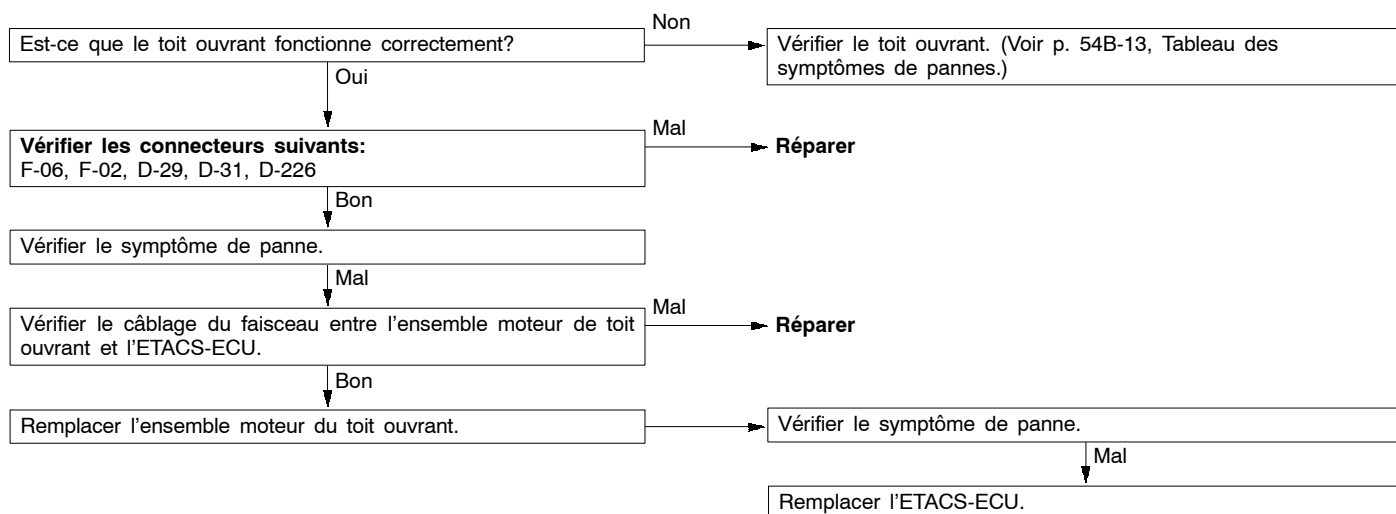 Est-ce que le toit ouvrant fonctionne correctement?
Non
Vérifier le toit ouvrant. (Voir p. 54B-13, Tableau des
symptômes de pannes.)
Oui
Vérifier les connecteurs suivants:
F-06, F-02, D-29, D-31, D-226
Mal
Réparer
Bon
Vérifier le symptôme de panne.
Mal
Vérifier le câblage du faisceau entre l'ensemble moteur de toit
ouvrant et l'ETACS-ECU.
Mal
Réparer
Bon
Remplacer l'ensemble moteur du toit ouvrant.
Vérifier le symptôme de panne.
Mal
Remplacer l'ETACS-ECU.